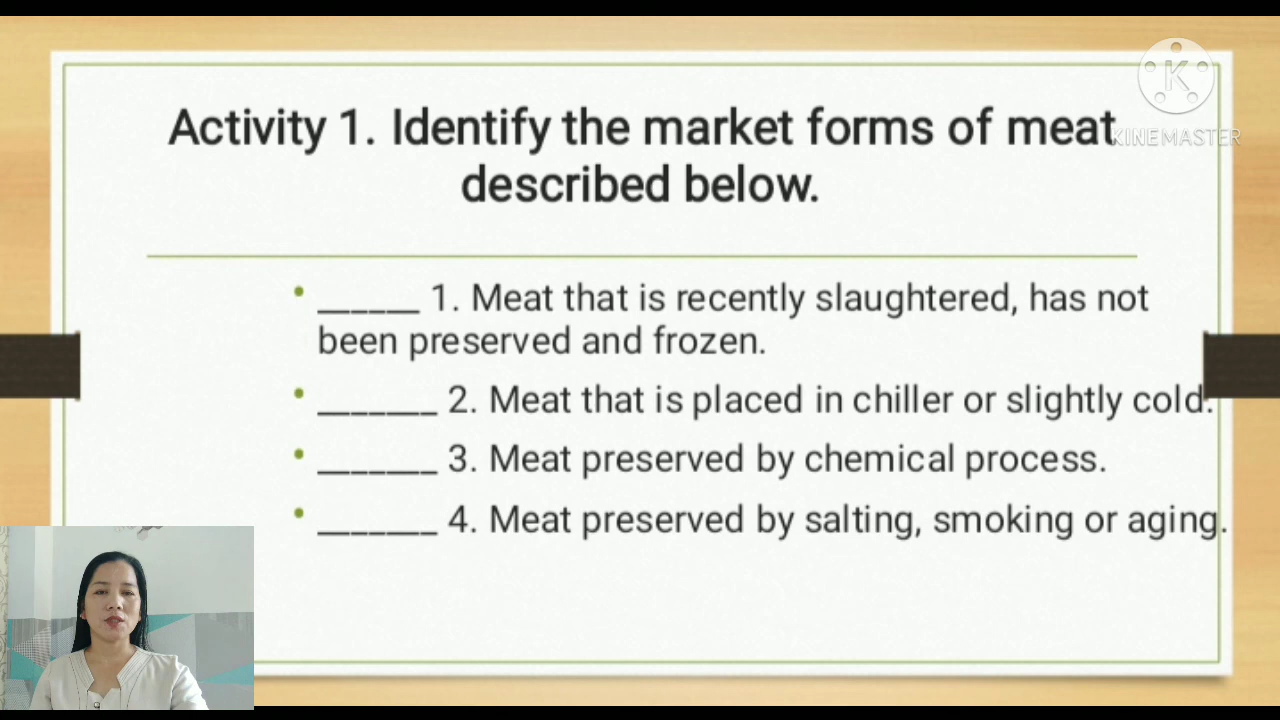 K
KINEMASTER
Activity 1. Identify the market forms of meat
described below.
• ______ 1. Meat that is recently slaughtered, has not
been preserved and frozen.
• _______ 2. Meat that is placed in chiller or slightly cold.
• _______ 3. Meat preserved by chemical process.
• _______ 4. Meat preserved by salting, smoking or aging.